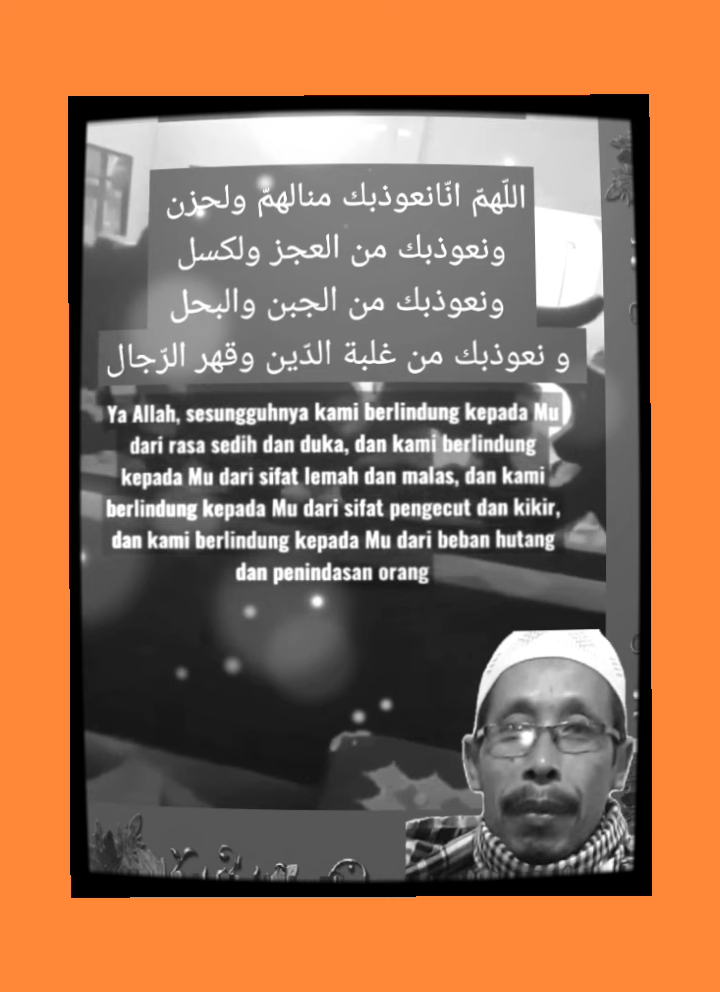 اللّهمّ انّانعوذبك منالهمّ ولحزن
ونعوذبك من العجز ولكسل
ونعوذبك من الجبن والبحل
و نعوذبك من غلبة الدّين وقهر الرّجال
Ya Allah, sesungguhnya kami berlindung kepada Mu
dari rasa sedih dan duka, dan kami berlindung
kepada Mu dari sifat lemah dan malas, dan kami
berlindung kepada Mu dari sifat pengecut dan kikir,
dan kami berlindung kepada Mu dari beban hutang
dan penindasan orang